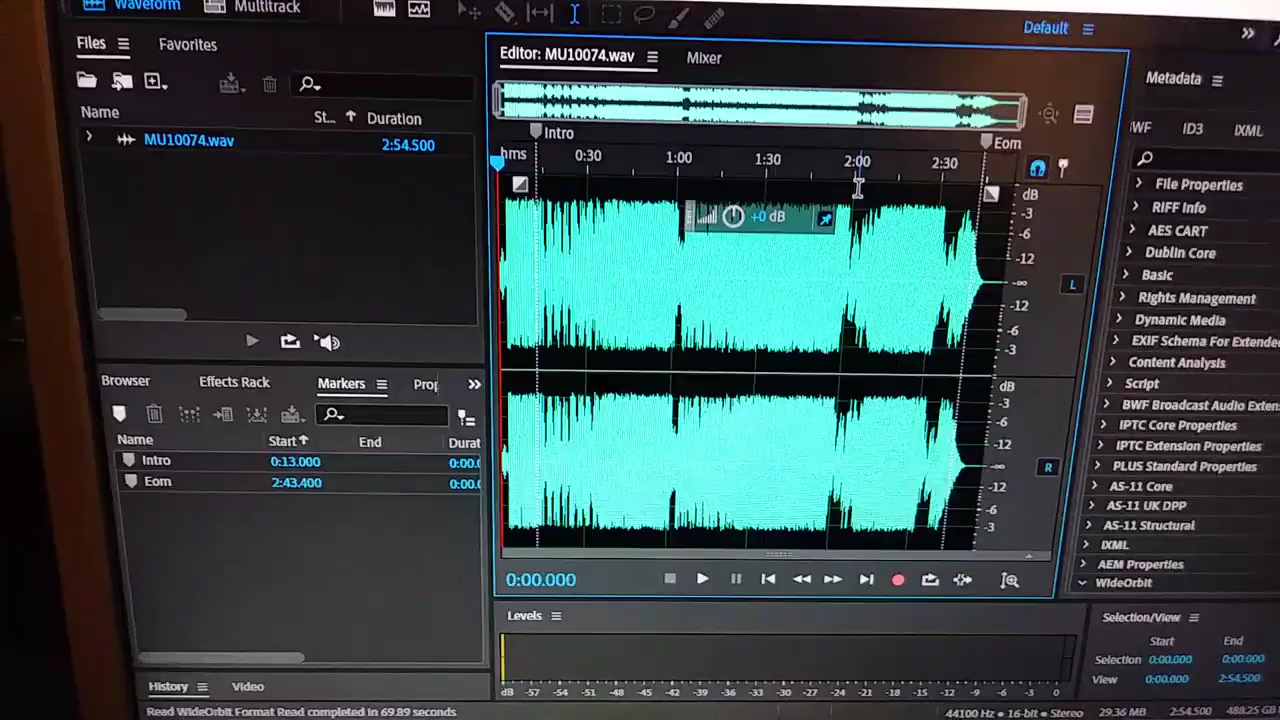 Waveform
Multitrack
Default
Files
Favorites
Name
St...
Duration
MU10074.wav
2:54.500
Browser
Effects Rack
Markers
Name
Start
End
Intro
0:13.000
0:00.
Eom
2:43.400
0:00.
History
Video
Read WideOrbit Format Read completed in 69.89 seconds
Editor: MU10074.wav
Mixer
Intro
Eom
hms
0:30
1:00
1:30
2:00
2:30
+0 dB
dB
-3
-6
-12
-∞
-12
-6
-3
L
dB
-3
-6
-12
-∞
-12
-6
-3
R
0:00.000
Levels
dB -57 -54 -51 -48 -45 -42 -39 -36 -33 -30 -27 -24 -21 -18 -15 -12 -9 -6 -3 0
Metadata
ID3
IXML
File Properties
RIFF Info
AES CART
Dublin Core
Basic
Rights Management
Dynamic Media
EXIF Schema For Extended
Content Analysis
Script
BWF Broadcast Audio Exten
IPTC Core Properties
IPTC Extension Properties
PLUS Standard Properties
AS-11 Core
AS-11 UK DPP
AS-11 Structural
IXML
AEM Properties
WideOrbit
Selection/View
Start
End
Selection 0:00.000 0:00.000
View 0:00.000 2:54.500
44100 Hz • 16-bit • Stereo
29.36 MB
2:54.500
488.25 GB